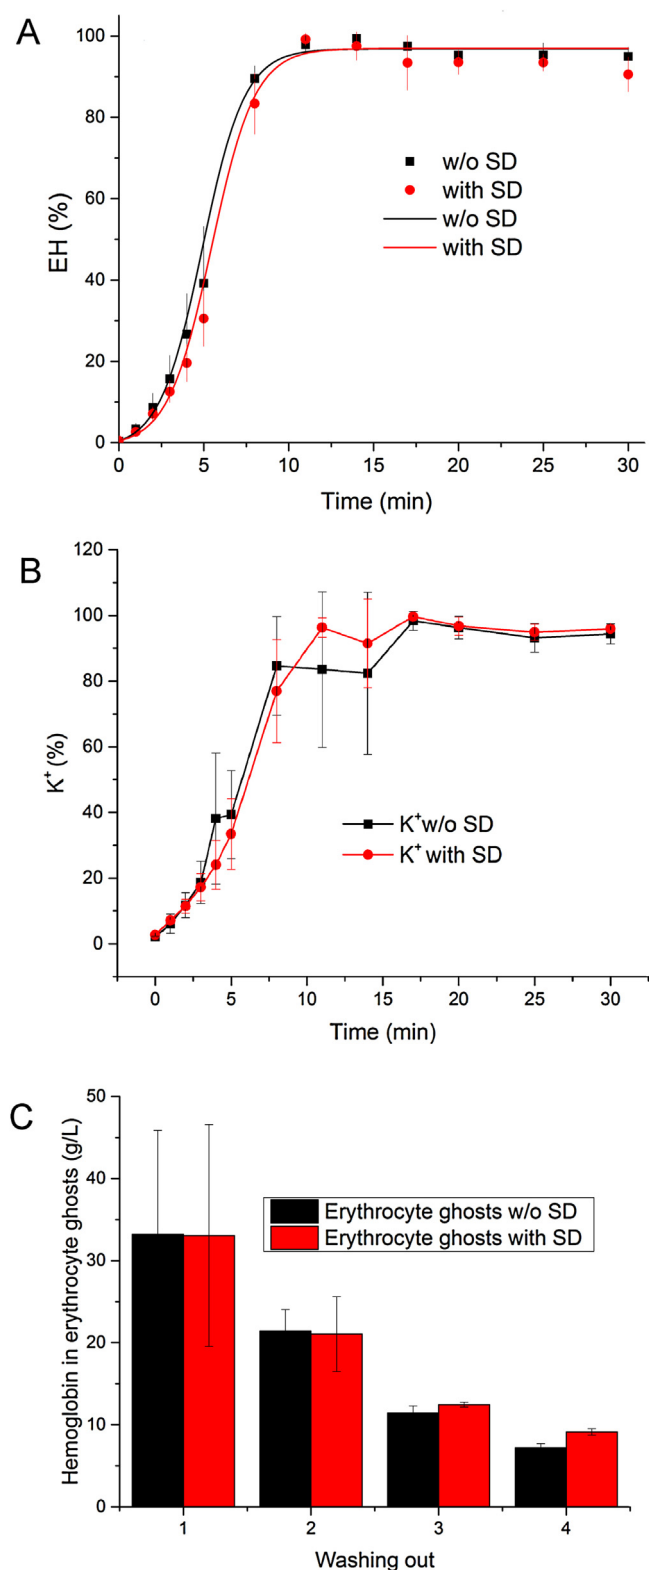 A
100
80
60
40
20
0
EH (%)
w/o SD
with SD
w/o SD
with SD
0 5 10 15 20 25 30
Time (min)
B
120
100
80
60
40
20
0
K⁺ (%)
K⁺w/o SD
K⁺ with SD
0 5 10 15 20 25 30
Time (min)
C
50
40
30
20
10
0
Hemoglobin in erythrocyte ghosts (g/L)
Erythrocyte ghosts w/o SD
Erythrocyte ghosts with SD
1 2 3 4
Washing out